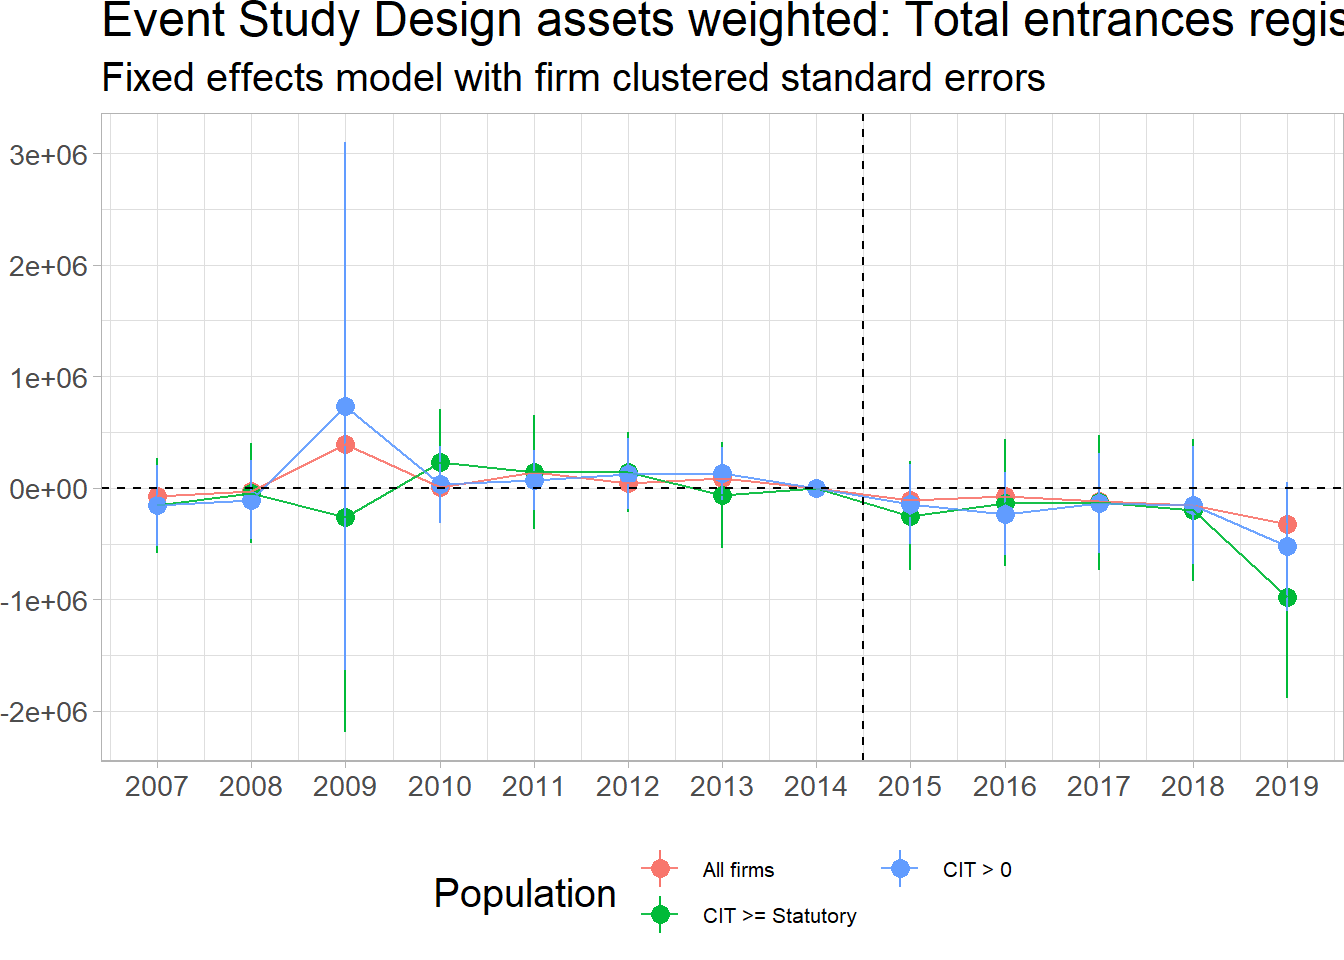 Event Study Design assets weighted: Total entrances regis
Fixed effects model with firm clustered standard errors
3e+06
2e+06
1e+06
0e+00
-1e+06
-2e+06
2007 2008 2009 2010 2011 2012 2013 2014 2015 2016 2017 2018 2019
Population
All firms
CIT > 0
CIT >= Statutory